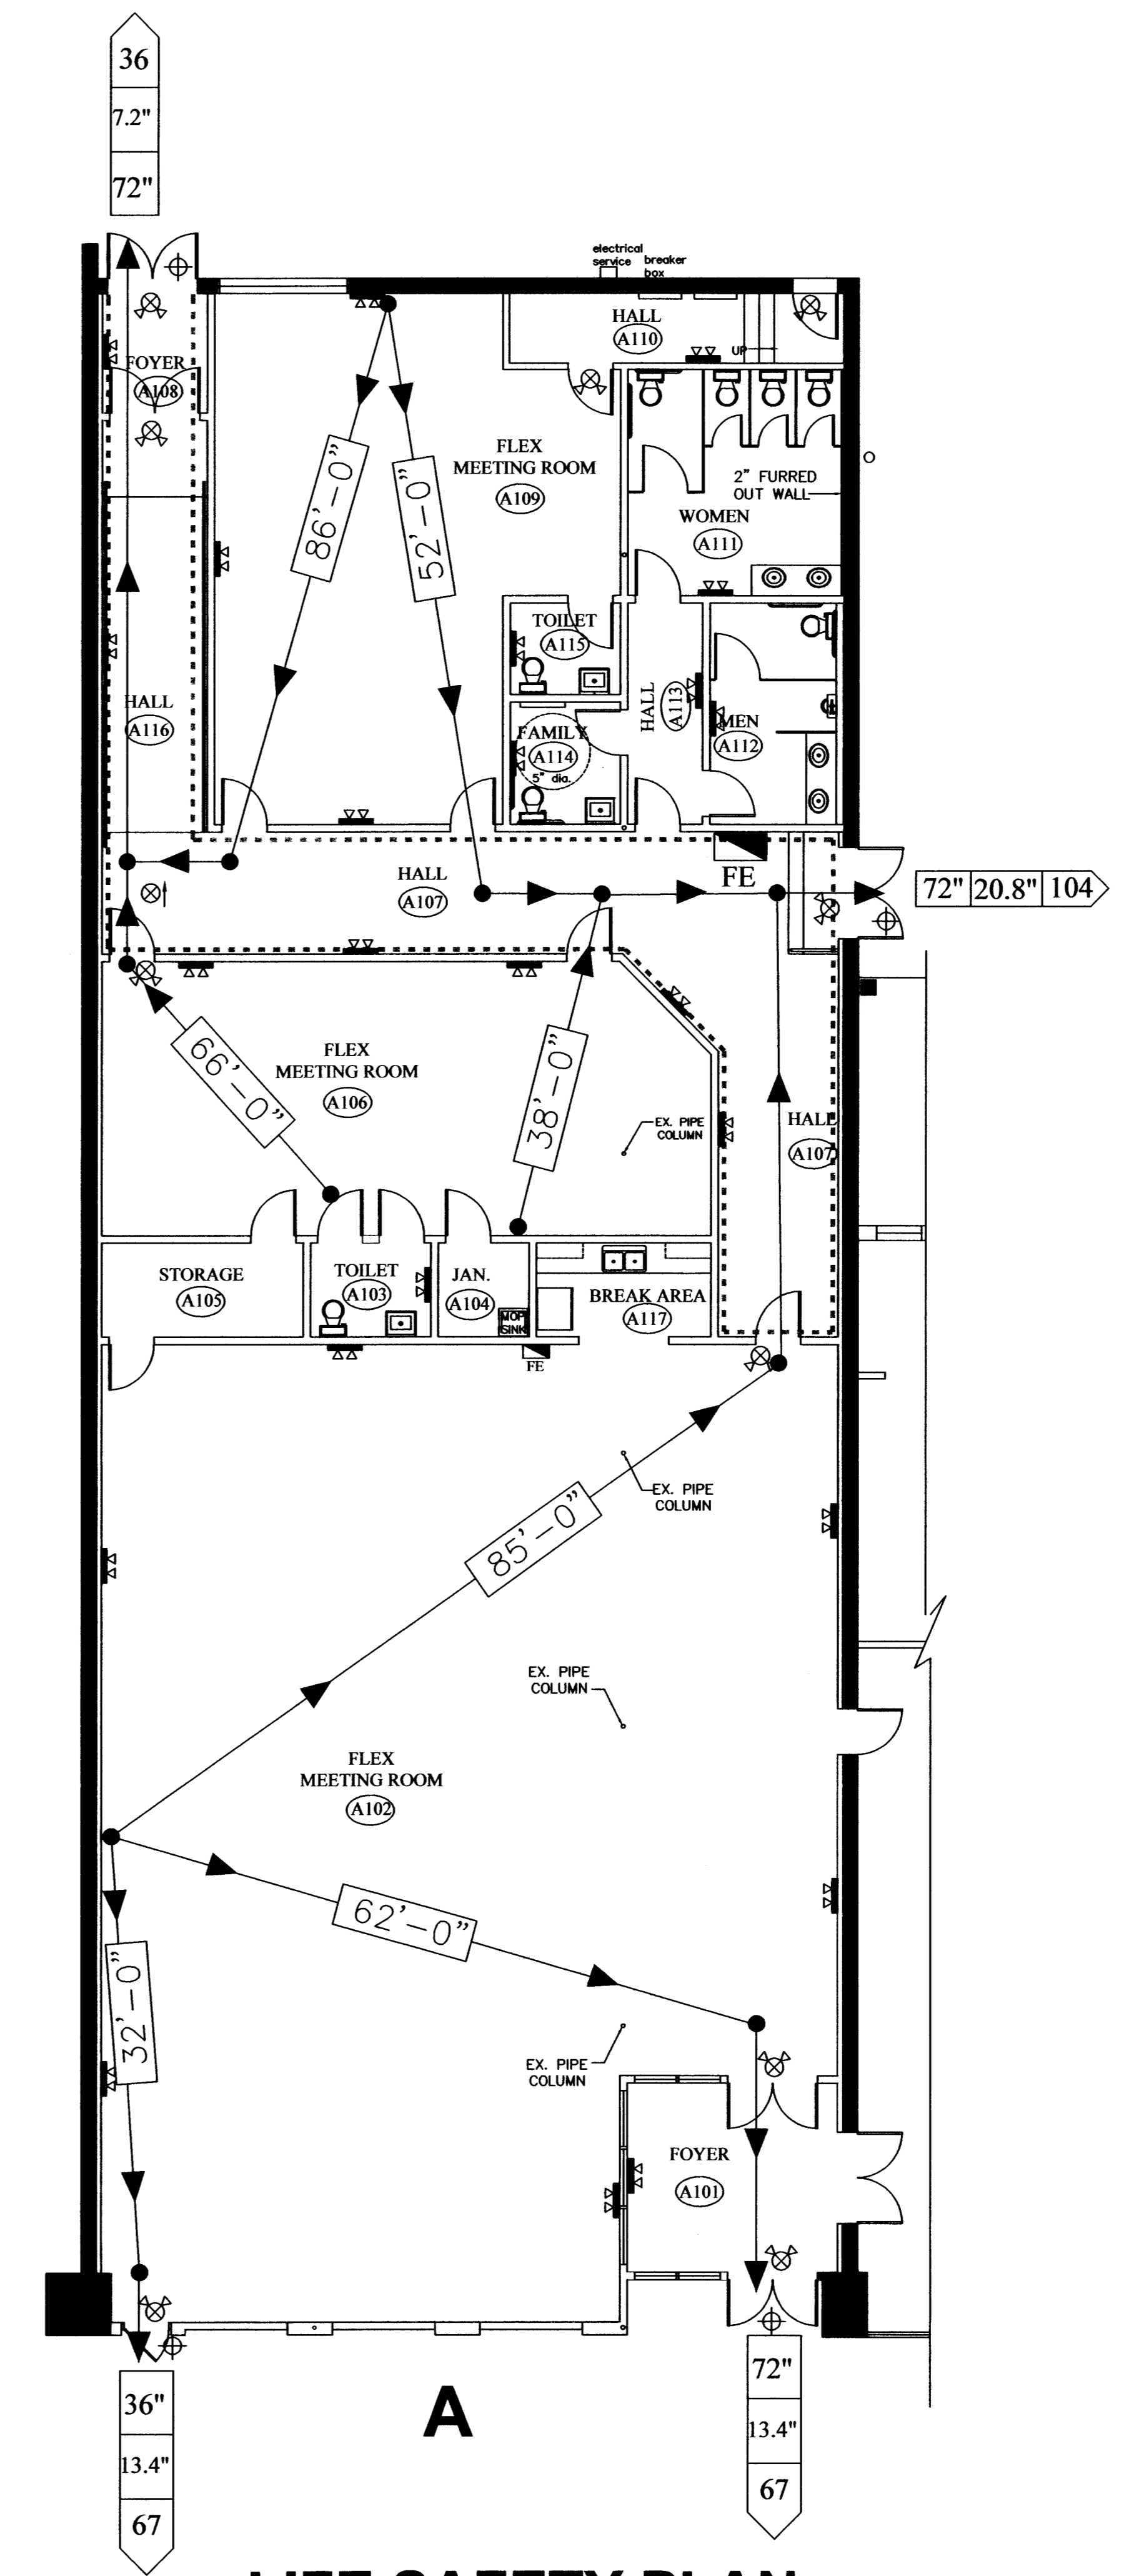 36
7.2"
72"
electrical
service
breaker
box
HALL
A110
UP
FOYER
A108
FLEX
MEETING ROOM
A109
86'-0"
52'-0"
2" FURRED
OUT WALL
WOMEN
A111
TOILET
A115
HALL
A113
MEN
A112
FAMILY
A114
5" dia.
HALL
A116
HALL
A107
FE
72" 20.8" 104
FLEX
MEETING ROOM
A106
66'-0"
38'-0"
EX. PIPE
COLUMN
HALL
A107
STORAGE
A105
TOILET
A103
JAN.
A104
MOP
SINK
BREAK AREA
A117
FE
EX. PIPE
COLUMN
85'-0"
EX. PIPE
COLUMN
FLEX
MEETING ROOM
A102
62'-0"
32'-0"
EX. PIPE
COLUMN
FOYER
A101
36"
13.4"
67
A
72"
13.4"
67
LIFE SAFETY PLAN